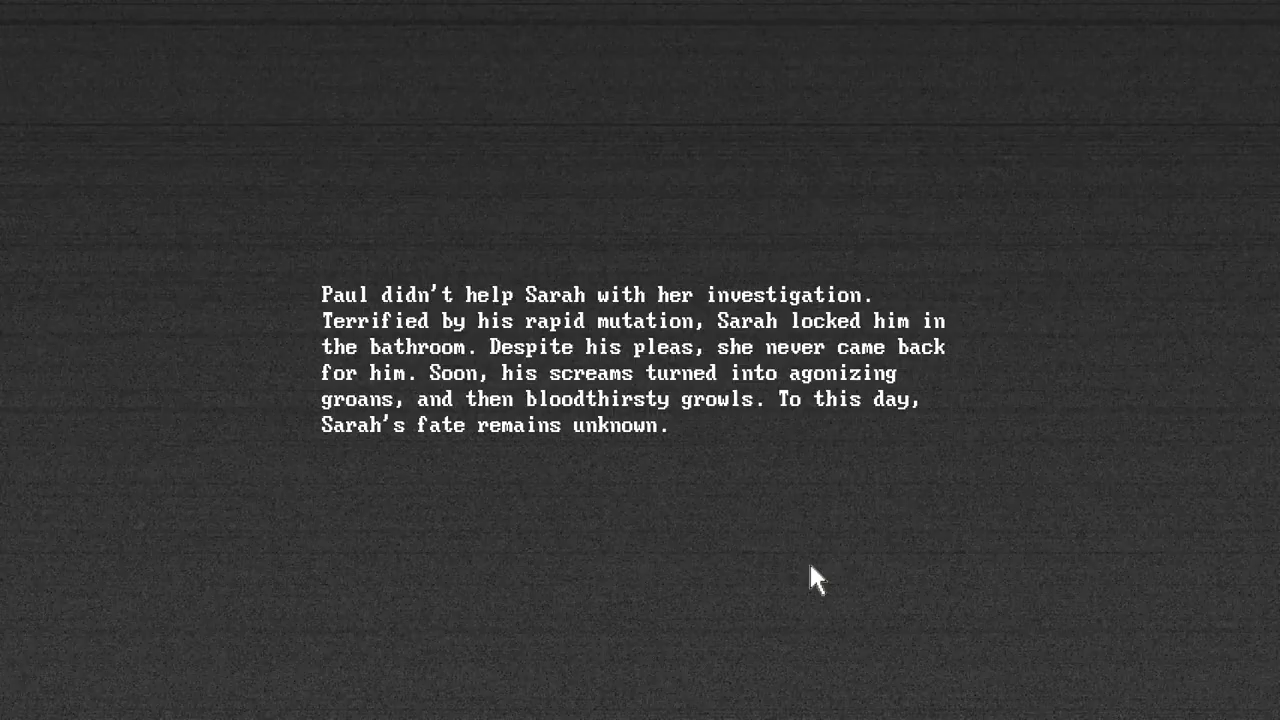 Paul didn't help Sarah with her investigation.
Terrified by his rapid mutation, Sarah locked him in
the bathroom. Despite his pleas, she never came back
for him. Soon, his screams turned into agonizing
groans, and then bloodthirsty growls. To this day,
Sarah's fate remains unknown.